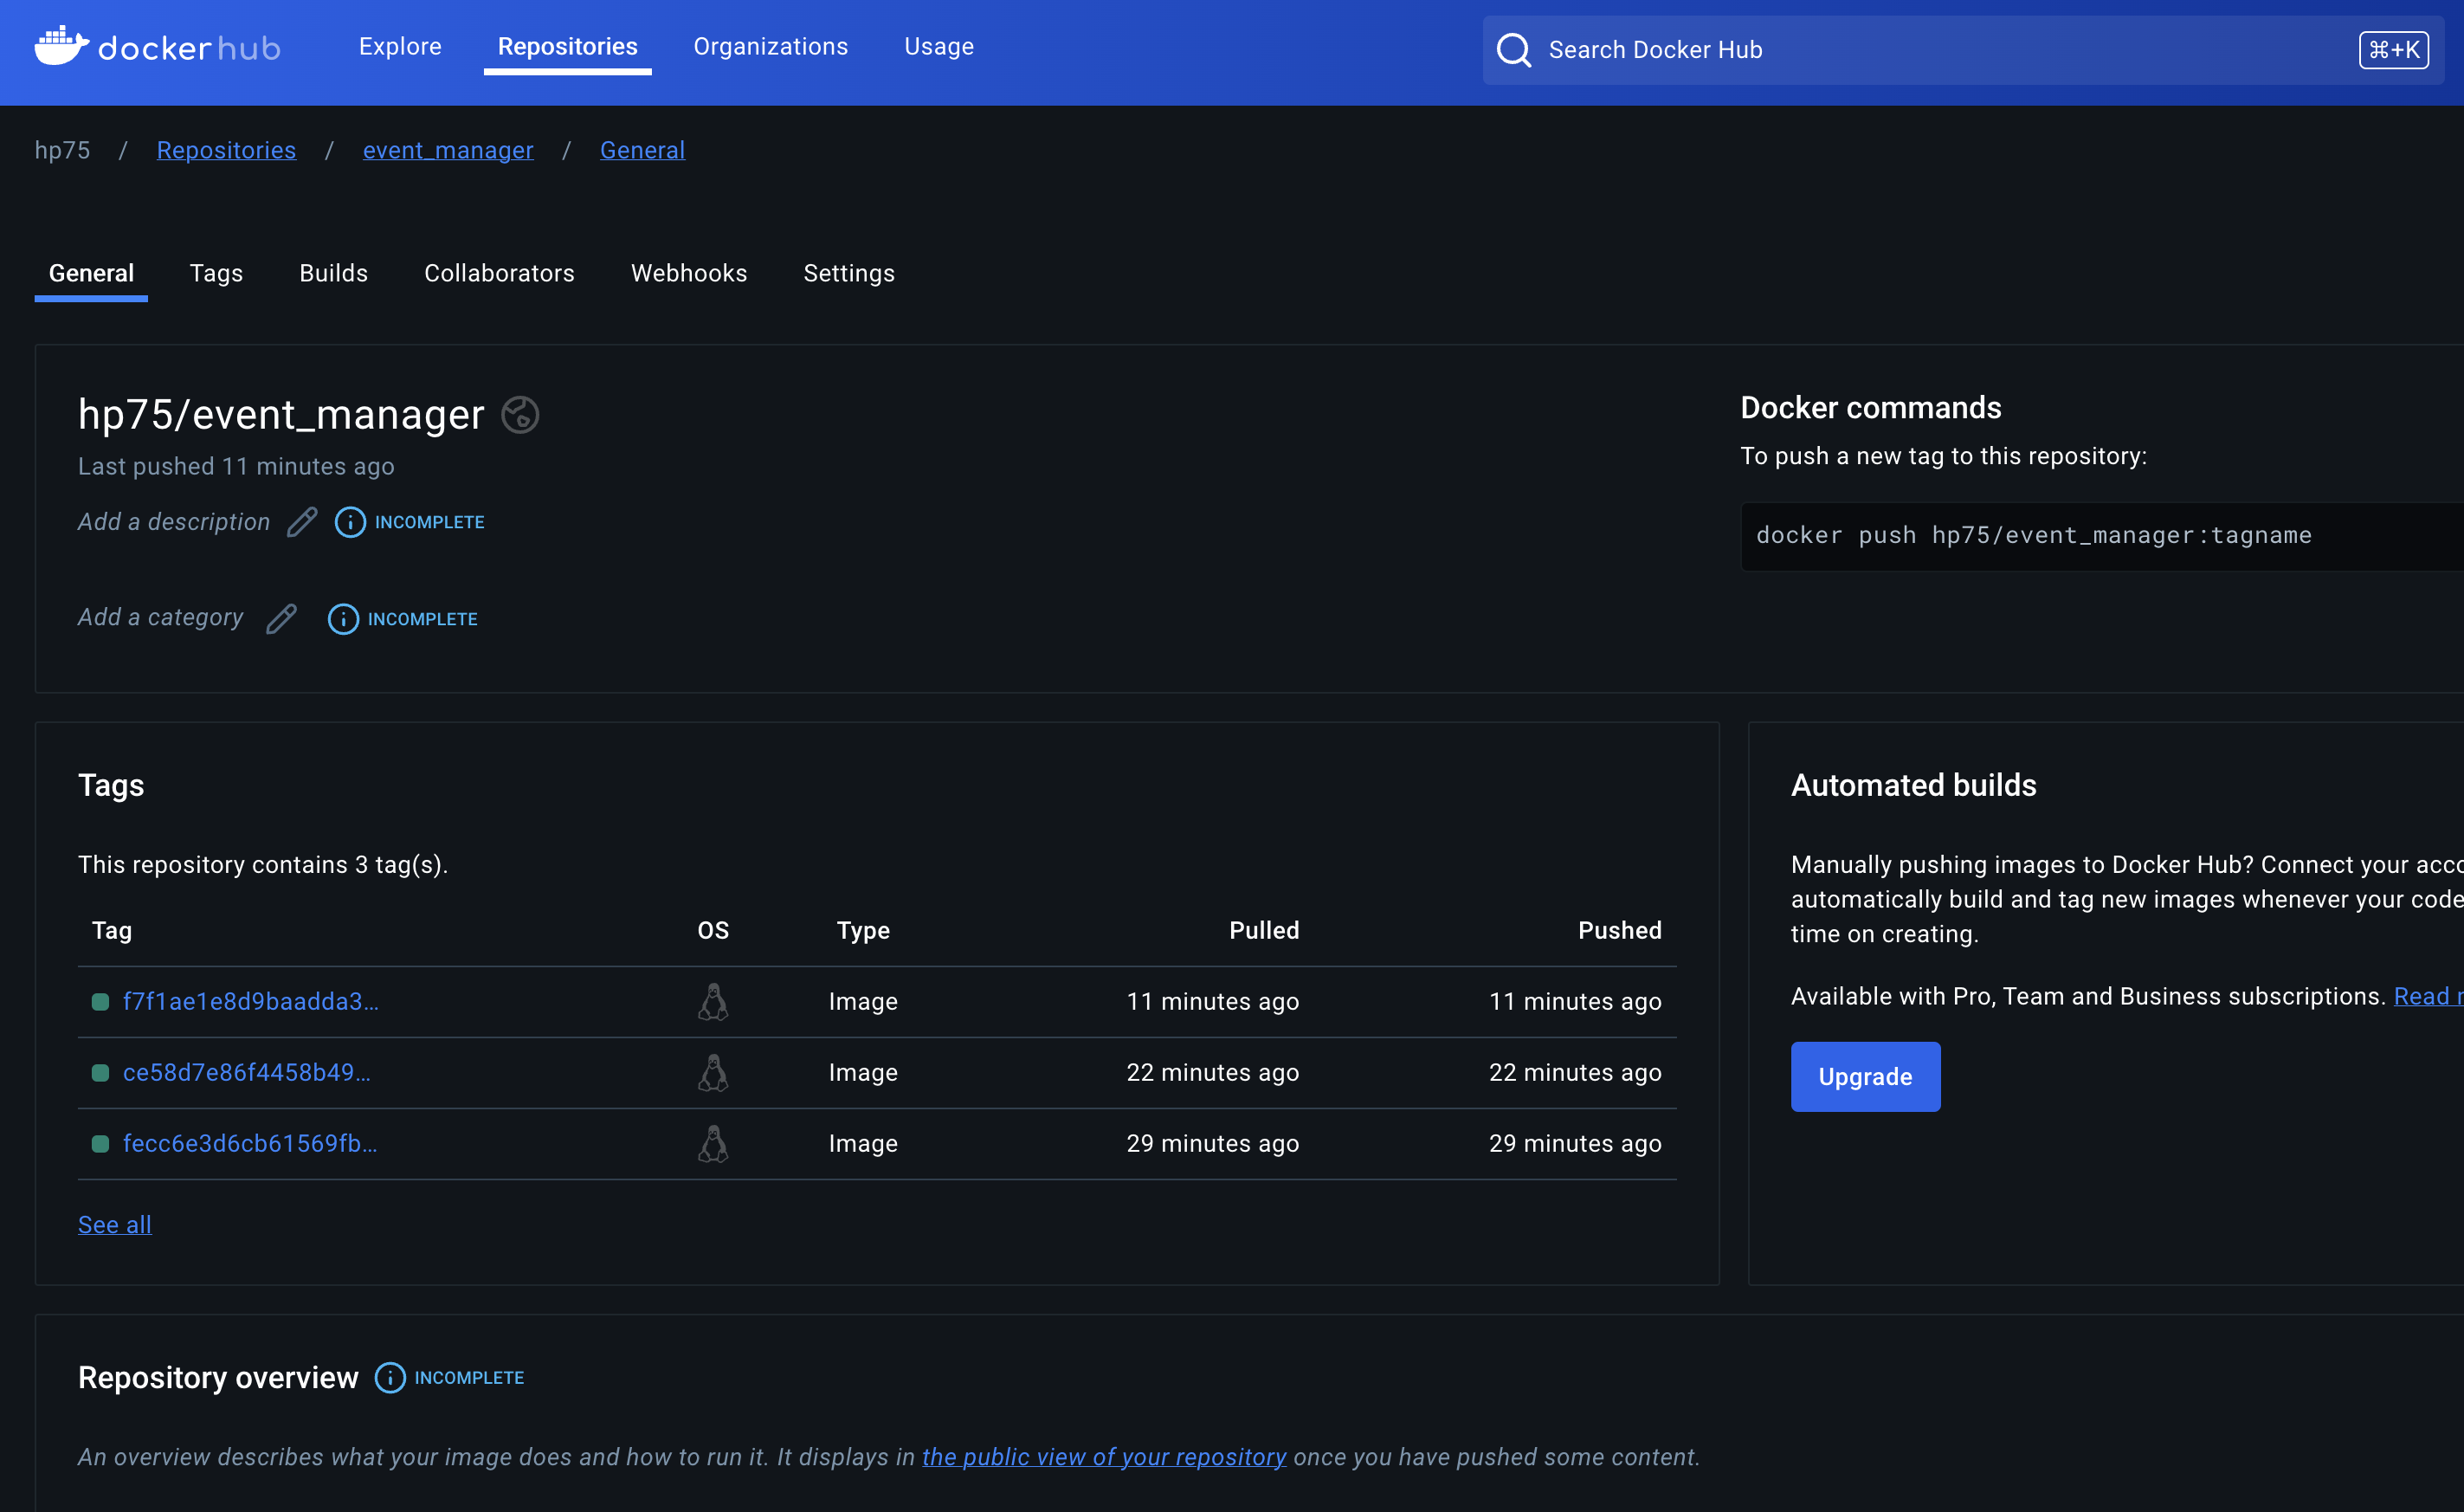 dockerhub Explore Repositories Organizations Usage Search Docker Hub ⌘+K
hp75 / Repositories / event_manager / General
General Tags Builds Collaborators Webhooks Settings
hp75/event_manager
Last pushed 11 minutes ago
Add a description INCOMPLETE
Add a category INCOMPLETE
Docker commands
To push a new tag to this repository:
docker push hp75/event_manager:tagname
Tags
This repository contains 3 tag(s).
Tag OS Type Pulled Pushed
f7f1ae1e8d9baadda3... Image 11 minutes ago 11 minutes ago
ce58d7e86f4458b49... Image 22 minutes ago 22 minutes ago
fecc6e3d6cb61569fb... Image 29 minutes ago 29 minutes ago
See all
Automated builds
Manually pushing images to Docker Hub? Connect your
automatically build and tag new images whenever your code
time on creating.
Available with Pro, Team and Business subscriptions. Read
Upgrade
Repository overview INCOMPLETE
An overview describes what your image does and how to run it. It displays in the public view of your repository once you have pushed some content.